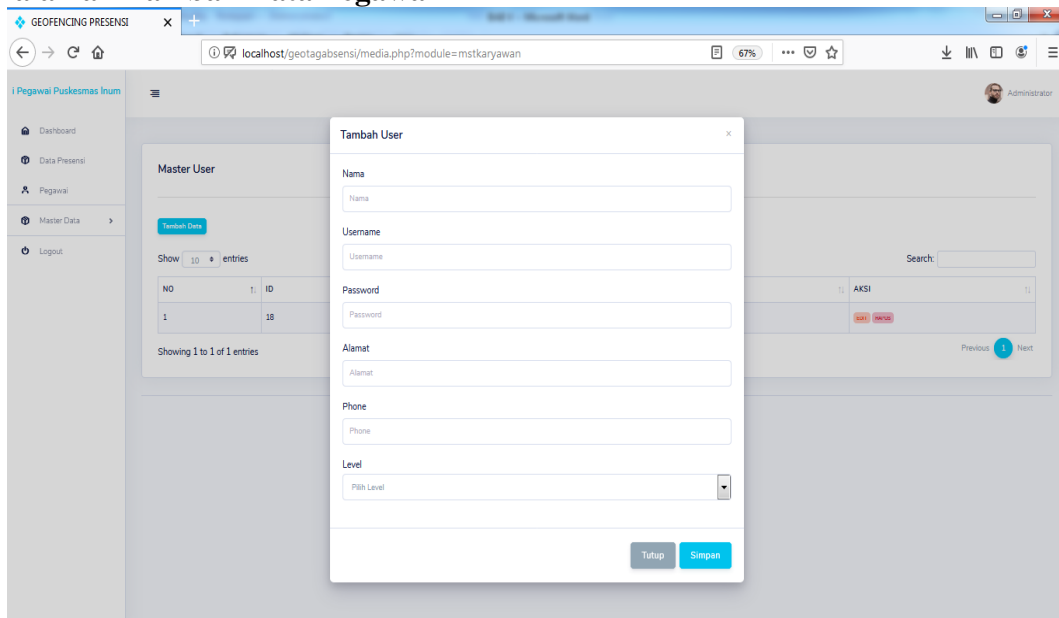 GEOFENCING PRESENSI
localhost/geotagabsensi/media.php?module=mstkaryawan
67%
i Pegawai Puskesmas Inum
Administrator
Dashboard
Data Presensi
Pegawai
Master Data
Logout
Master User
Tambah Data
Show 10 entries
Search:
NO ID AKSI
1 18 EDIT HAPUS
Showing 1 to 1 of 1 entries
Previous 1 Next
Tambah User ×
Nama
Nama
Username
Username
Password
Password
Alamat
Alamat
Phone
Phone
Level
Pilih Level
Tutup Simpan